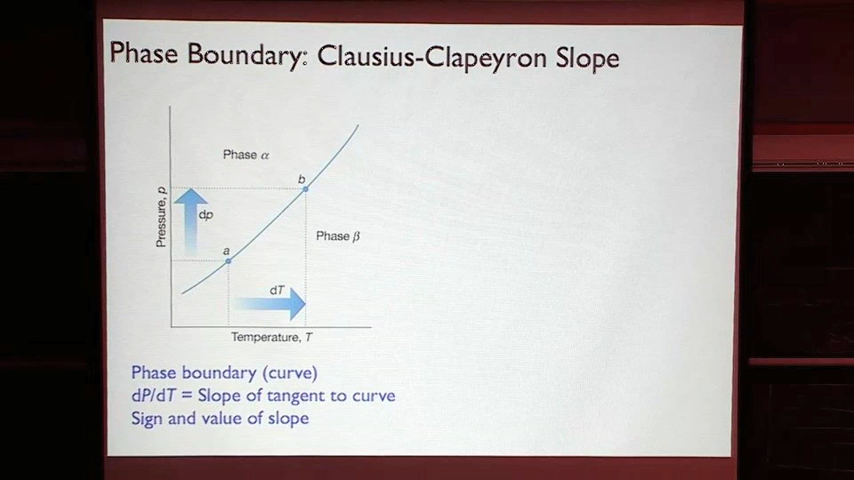 Phase Boundary: Clausius-Clapeyron Slope
Phase α
b
Pressure, p
dp
a
Phase β
dT
Temperature, T
Phase boundary (curve)
dP/dT = Slope of tangent to curve
Sign and value of slope